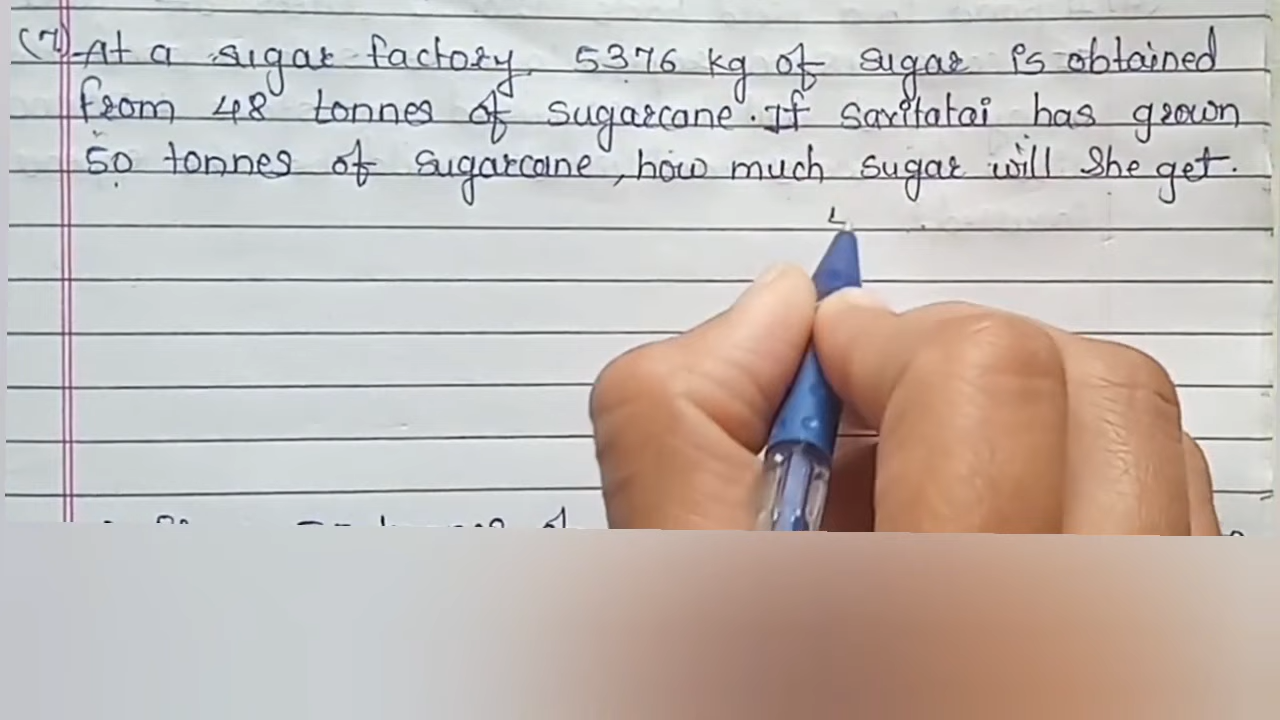 (7) At a sugar factory 5376 kg of sugar is obtained
from 48 tonnes of sugarcane. If savitatai has grown
50 tonnes of sugarcane, how much sugar will she get.